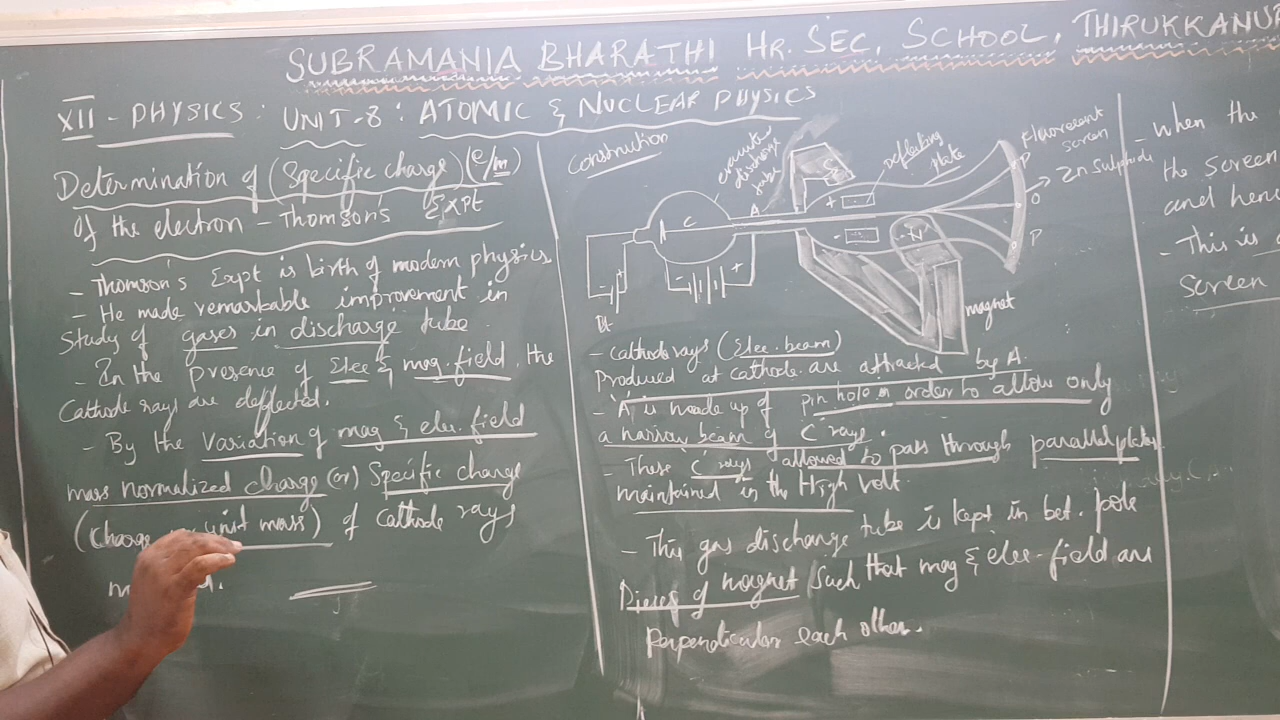 SUBRAMANIA BHARATHI HR. SEC. SCHOOL, THIRUKKANUR
XII - PHYSICS : UNIT-8 : ATOMIC & NUCLEAR PHYSICS
Determination of (Specific charge) (e/m)
of the electron - Thomson's Expt
- Thomson's Expt is birth of modern physics
- He made remarkable improvement in
study of gases in discharge tube.
- In the presence of Elec & mag. field, the
Cathode rays are deflected.
- By the variation of mag & elec. field
mass normalized charge (or) Specific charge
(Charge unit mass) of cathode rays
Construction
discharge
tube
deflecting
plate
Fluorescent
screen
Zn sulphide
P
O
P
C
A
+
-
S
N
- +
- +
magnet
- cathode rays (Elec. beam)
Produced at cathode are attracted by A.
- A is made up of pin hole in order to allow only
a narrow beam of C' rays.
- These C' rays allowed to pass through parallel plates
maintained in the High volt.
- This gas discharge tube is kept in bet. pole
Pieces of magnet such that mag & elec-field are
Perpendicular each other.
- when the
the screen
and hence
- This is
screen